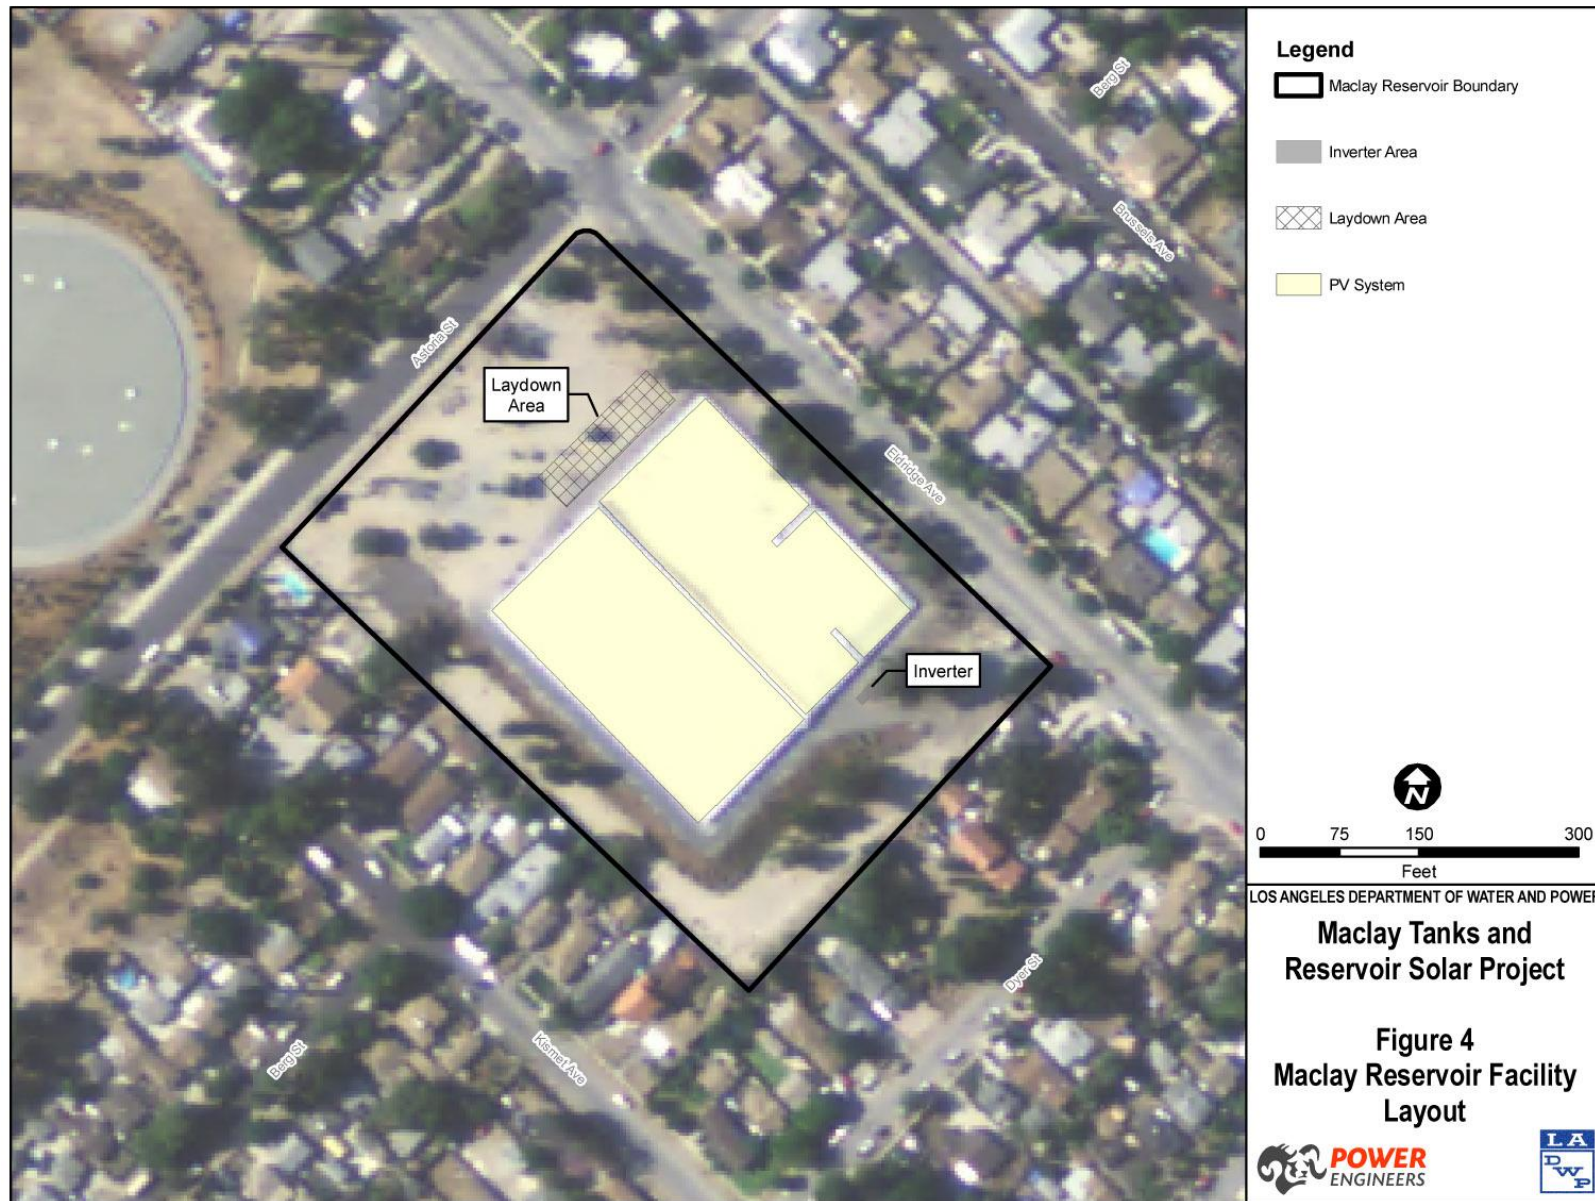 Legend
Maclay Reservoir Boundary
Inverter Area
Laydown Area
PV System
Berg St
Brussels Ave
Astoria St
Laydown
Area
Eldridge Ave
Inverter
Dyer St
Kismet Ave
Berg St
N
0 75 150 300
Feet
LOS ANGELES DEPARTMENT OF WATER AND POWER
Maclay Tanks and
Reservoir Solar Project
Figure 4
Maclay Reservoir Facility
Layout
POWER
ENGINEERS
LA
DWP